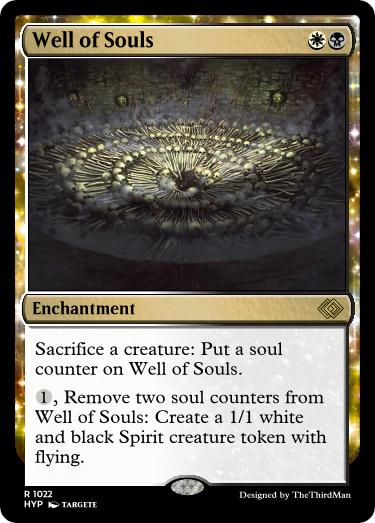 Well of Souls
Enchantment
Sacrifice a creature: Put a soul
counter on Well of Souls.
1, Remove two soul counters from
Well of Souls: Create a 1/1 white
and black Spirit creature token with
flying.
R 1022
HYP TARGETE
Designed by TheThirdMan